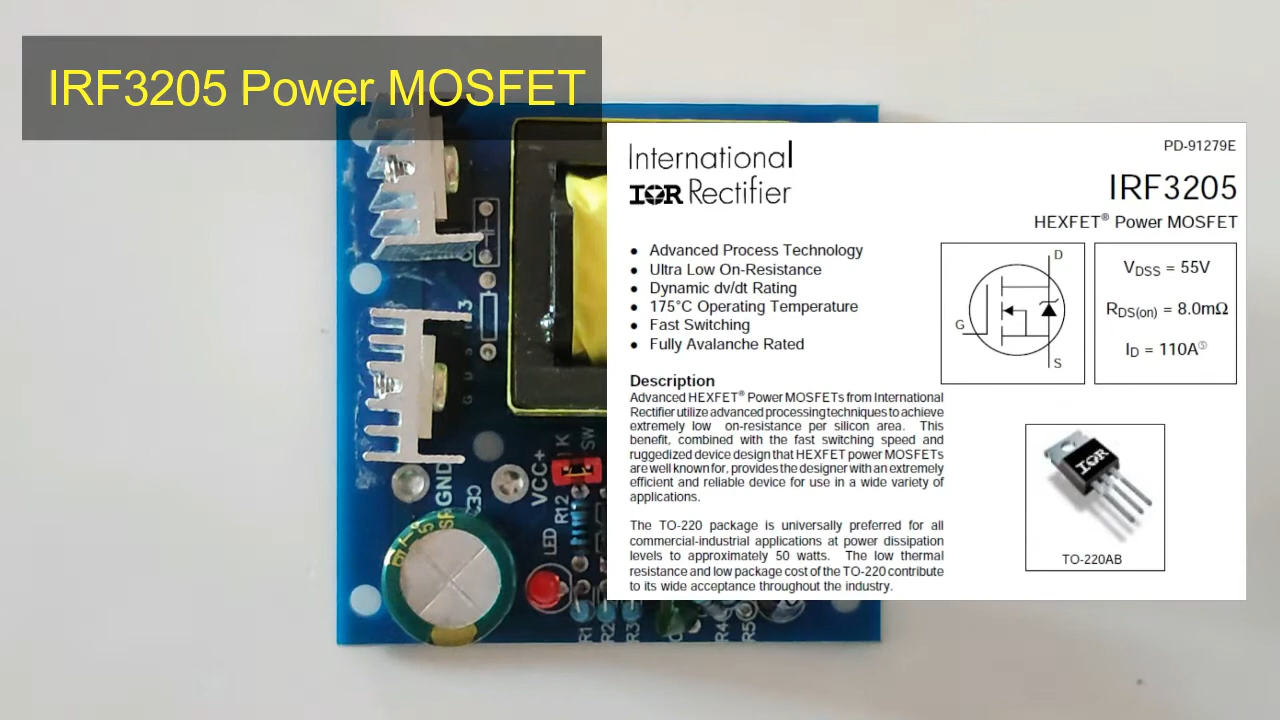 IRF3205 Power MOSFET
International
IOR Rectifier
PD-91279E
IRF3205
HEXFET® Power MOSFET
● Advanced Process Technology
● Ultra Low On-Resistance
● Dynamic dv/dt Rating
● 175°C Operating Temperature
● Fast Switching
● Fully Avalanche Rated
D
G
S
VDSS = 55V
RDS(on) = 8.0mΩ
ID = 110A⑤
Description
Advanced HEXFET® Power MOSFETs from International
Rectifier utilize advanced processing techniques to achieve
extremely low on-resistance per silicon area. This
benefit, combined with the fast switching speed and
ruggedized device design that HEXFET power MOSFETs
are well known for, provides the designer with an extremely
efficient and reliable device for use in a wide variety of
applications.
The TO-220 package is universally preferred for all
commercial-industrial applications at power dissipation
levels to approximately 50 watts. The low thermal
resistance and low package cost of the TO-220 contribute
to its wide acceptance throughout the industry.
IOR
TO-220AB
GND
VCC+
K
SW
R12
LED
R1
R2
R3
R4
R5